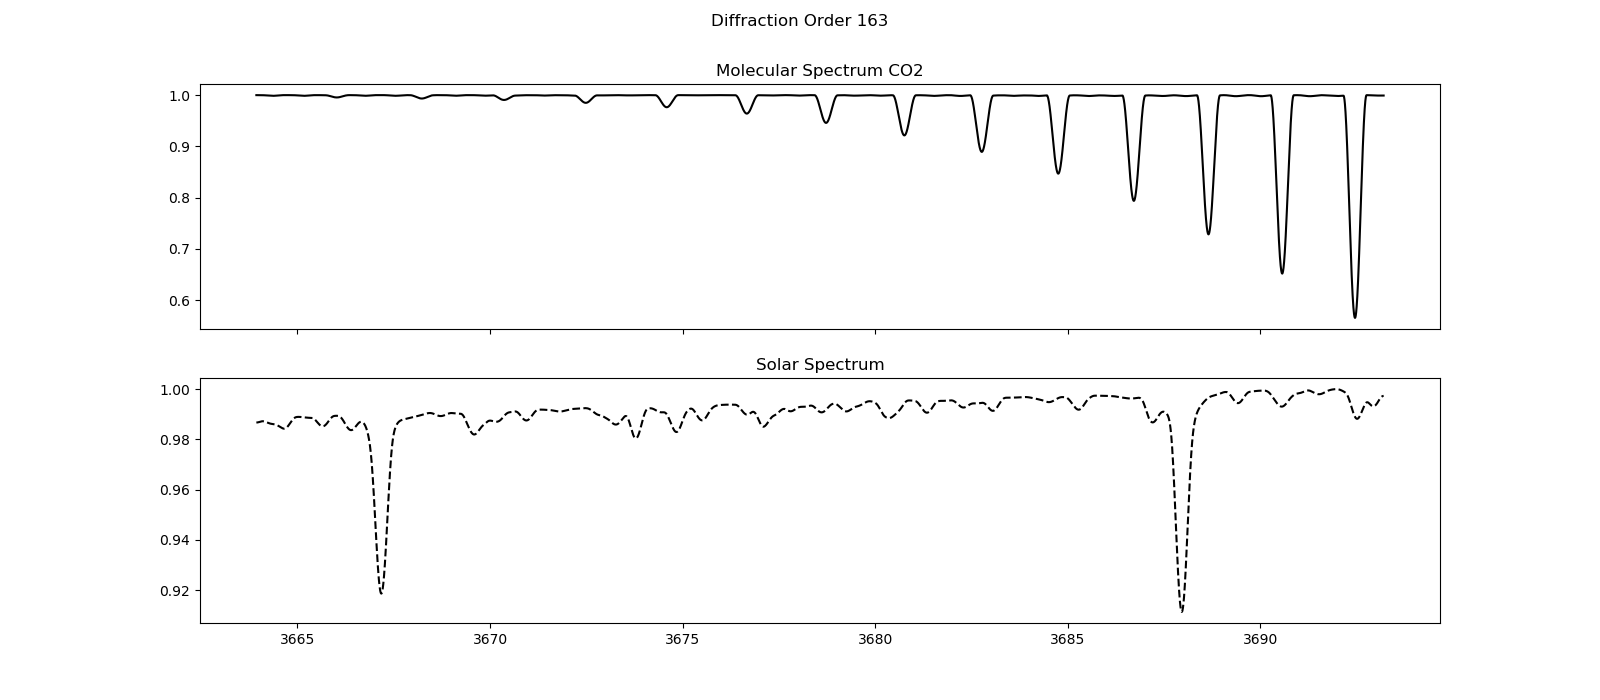 Diffraction Order 163
Molecular Spectrum CO2
1.0
0.9
0.8
0.7
0.6
Solar Spectrum
1.00
0.98
0.96
0.94
0.92
3665 3670 3675 3680 3685 3690